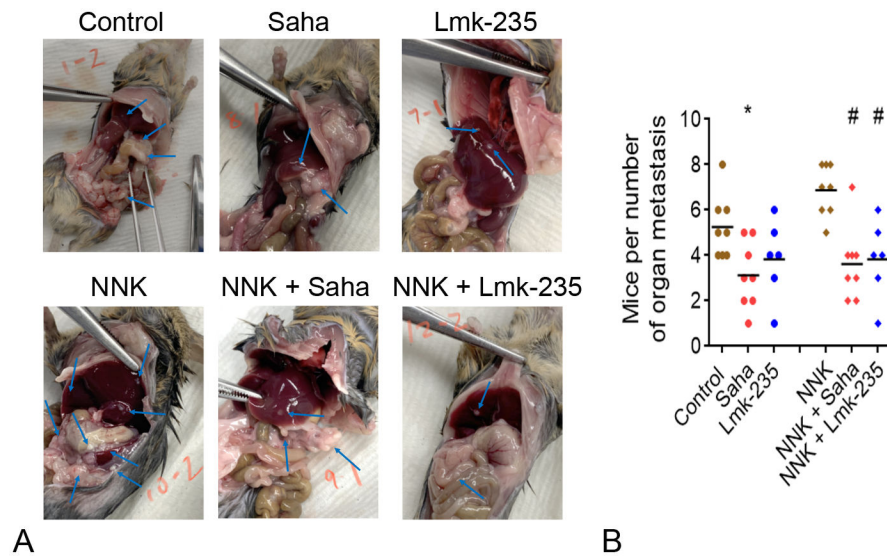 Control
Saha
Lmk-235
1-2
8 1
7-1
NNK
NNK + Saha
NNK + Lmk-235
10-2
9 1
12-2
A
Mice per number
of organ metastasis
10
8
6
4
2
0
*
#
#
Control
Saha
Lmk-235
NNK
NNK + Saha
NNK + Lmk-235
B